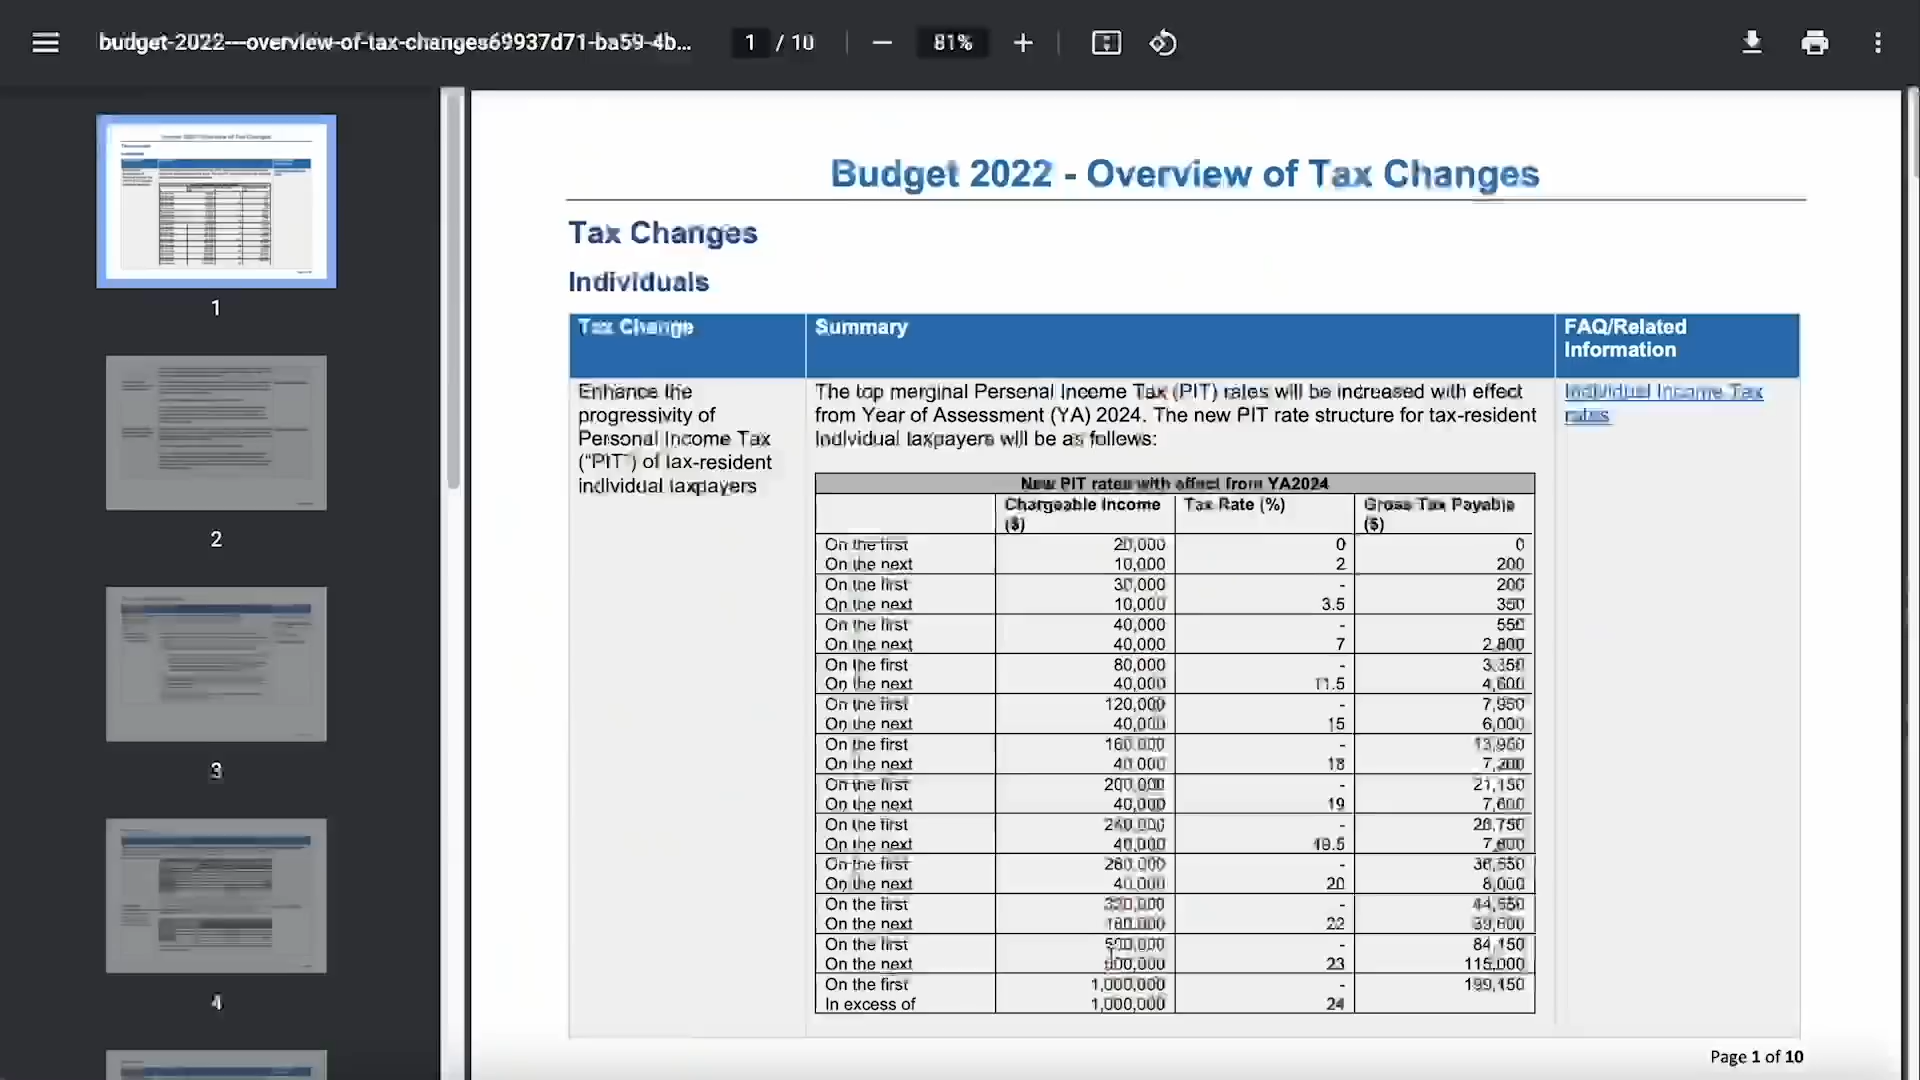 budget-2022---overview-of-tax-changes69937d71-ba59-4b...
1 / 10
81%
1
2
3
4
Budget 2022 - Overview of Tax Changes
Tax Changes
Individuals
Tax Change Summary FAQ/Related Information
Enhance the
progressivity of
Personal Income Tax
("PIT") of tax-resident
individual taxpayers
The top marginal Personal Income Tax (PIT) rates will be increased with effect
from Year of Assessment (YA) 2024. The new PIT rate structure for tax-resident
individual taxpayers will be as follows:
Individual Income Tax
rates
New PIT rates with effect from YA2024
Chargeable Income ($) Tax Rate (%) Gross Tax Payable ($)
On the first 20,000 0 0
On the next 10,000 2 200
On the first 30,000 - 200
On the next 10,000 3.5 350
On the first 40,000 - 550
On the next 40,000 7 2,800
On the first 80,000 - 3,350
On the next 40,000 11.5 4,600
On the first 120,000 - 7,950
On the next 40,000 15 6,000
On the first 160,000 - 13,950
On the next 40,000 18 7,200
On the first 200,000 - 21,150
On the next 40,000 19 7,600
On the first 240,000 - 28,750
On the next 40,000 19.5 7,800
On the first 280,000 - 36,550
On the next 40,000 20 8,000
On the first 320,000 - 44,550
On the next 180,000 22 39,600
On the first 500,000 - 84,150
On the next 500,000 23 115,000
On the first 1,000,000 - 199,150
In excess of 1,000,000 24
Page 1 of 10